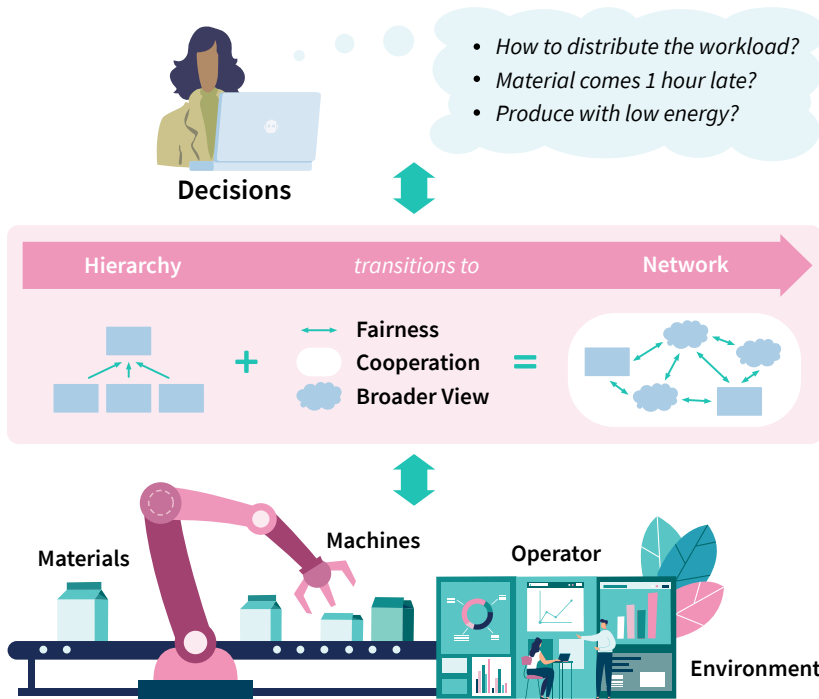 • How to distribute the workload?
• Material comes 1 hour late?
• Produce with low energy?
Decisions
Hierarchy transitions to Network
Fairness
+ Cooperation =
Broader View
Materials
Machines
Operator
Environment